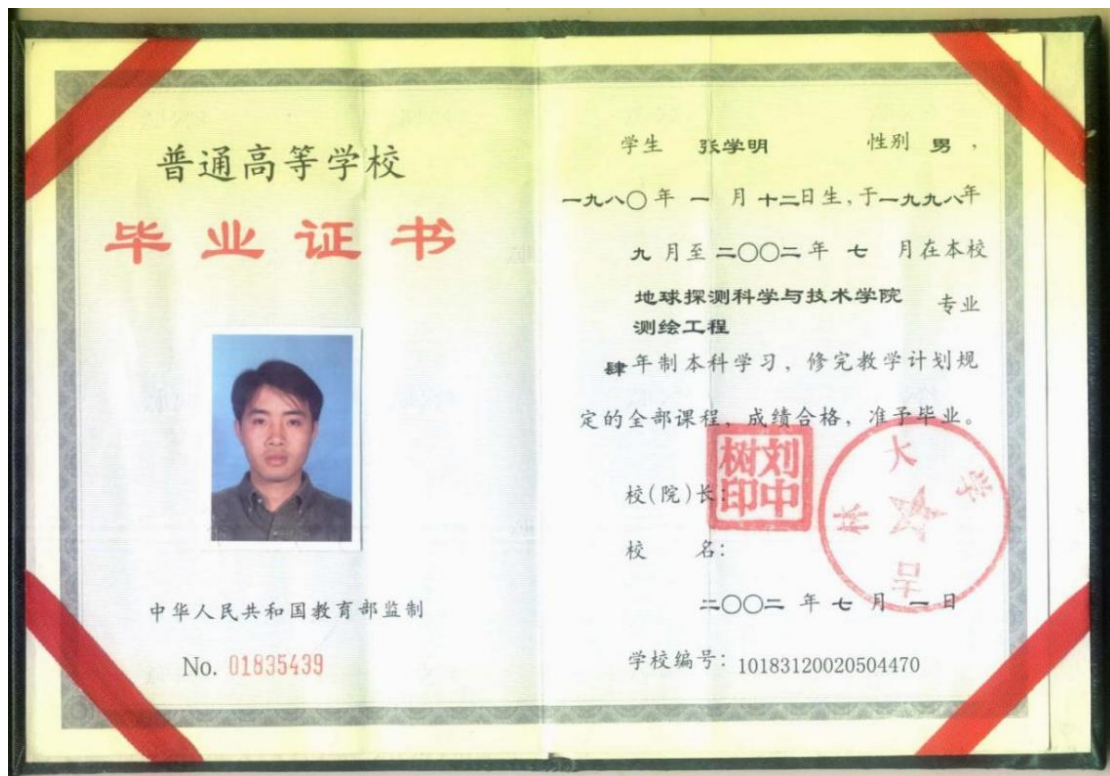 普通高等学校
毕业证书
中华人民共和国教育部监制
No. 01835439
学生 张学明 性别 男 ，
一九八〇年 一 月 十二日生，于一九九八年
九 月至 二〇〇二 年 七 月在本校
地球探测科学与技术学院
测绘工程 专业
肆年制本科学习，修完教学计划规
定的全部课程，成绩合格，准予毕业。
校(院)长：
刘中树印
校 名：
吉林大学
二〇〇二 年 七 月 一 日
学校编号：10183120020504470